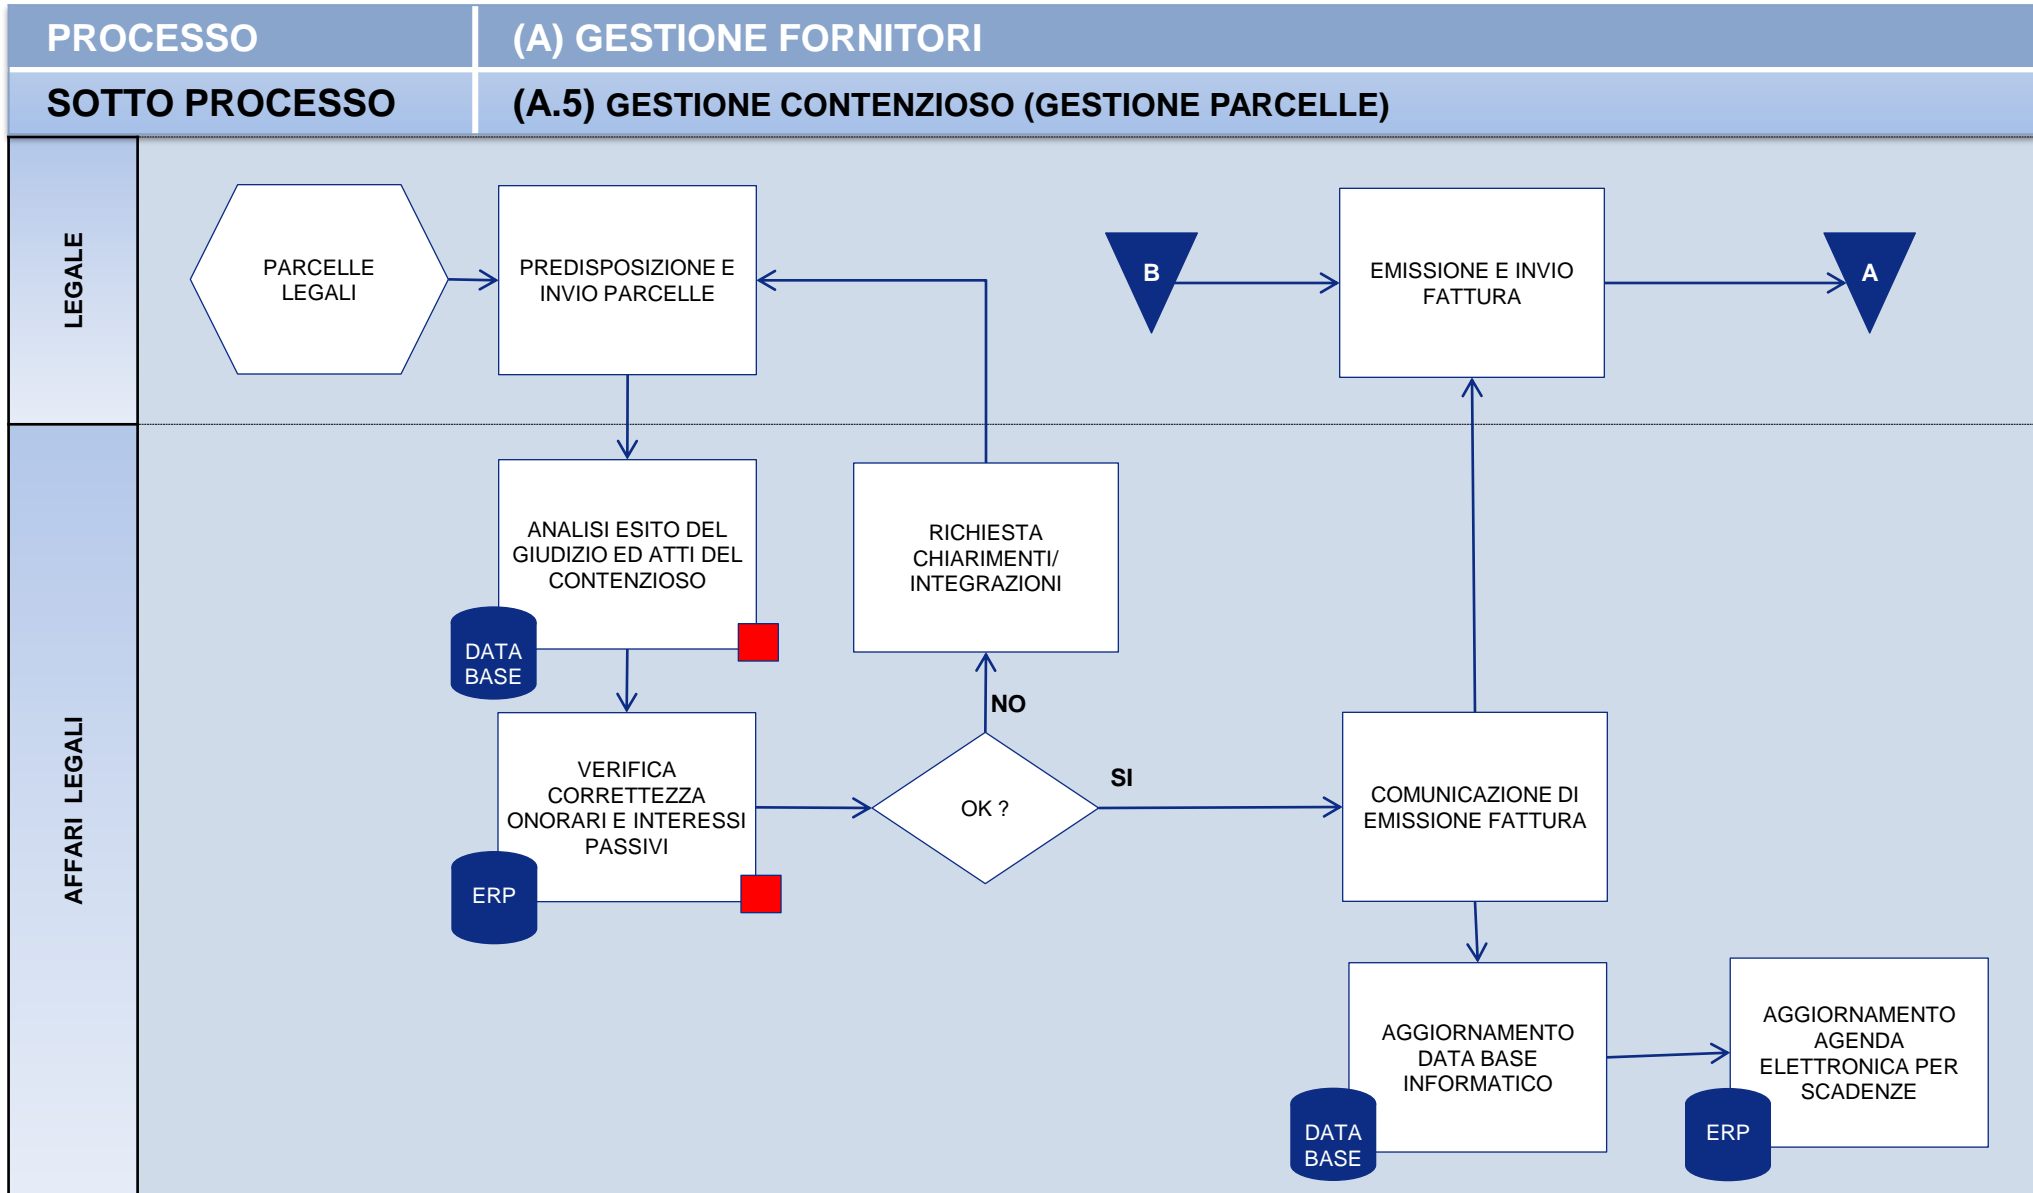 PROCESSO
(A) GESTIONE FORNITORI
SOTTO PROCESSO
(A.5) GESTIONE CONTENZIOSO (GESTIONE PARCELLE)
LEGALE
PARCELLE
LEGALI
PREDISPOSIZIONE E
INVIO PARCELLE
B
EMISSIONE E INVIO
FATTURA
A
AFFARI LEGALI
ANALISI ESITO DEL
GIUDIZIO ED ATTI DEL
CONTENZIOSO
DATA
BASE
RICHIESTA
CHIARIMENTI/
INTEGRAZIONI
NO
VERIFICA
CORRETTEZZA
ONORARI E INTERESSI
PASSIVI
ERP
OK ?
SI
COMUNICAZIONE DI
EMISSIONE FATTURA
AGGIORNAMENTO
DATA BASE
INFORMATICO
DATA
BASE
AGGIORNAMENTO
AGENDA
ELETTRONICA PER
SCADENZE
ERP